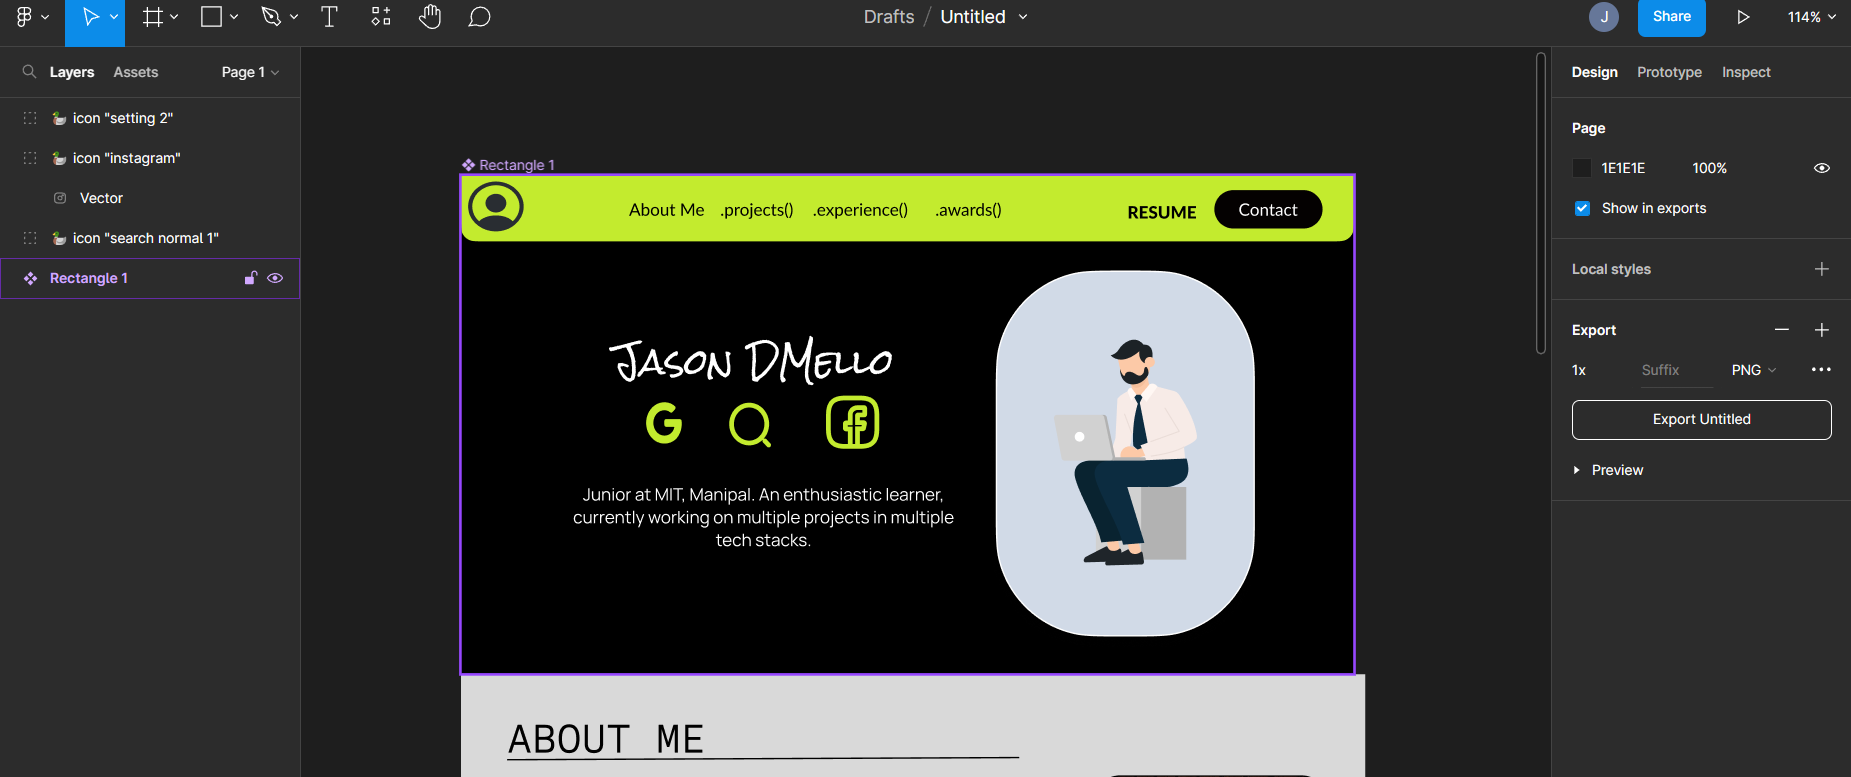 Drafts / Untitled
J
Share
114%
Layers Assets Page 1
icon "setting 2"
icon "instagram"
Vector
icon "search normal 1"
Rectangle 1
Rectangle 1
About Me .projects() .experience() .awards() RESUME Contact
Jason DMello
G
Junior at MIT, Manipal. An enthusiastic learner,
currently working on multiple projects in multiple
tech stacks.
ABOUT ME
Design Prototype Inspect
Page
1E1E1E 100%
Show in exports
Local styles
Export
1x Suffix PNG
Export Untitled
Preview